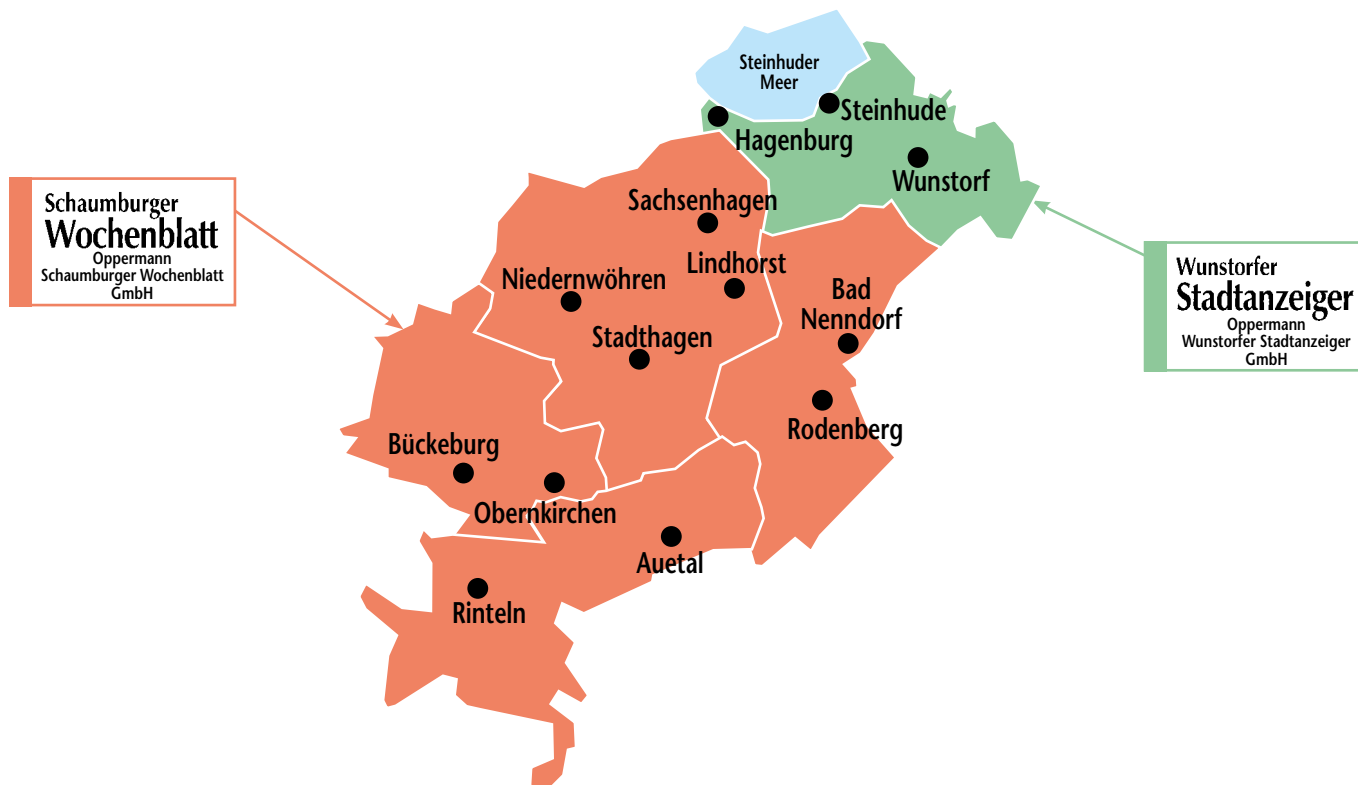 Steinhuder
Meer
Steinhude
Hagenburg
Wunstorf
Schaumburger
Wochenblatt
Oppermann
Schaumburger Wochenblatt
GmbH
Sachsenhagen
Lindhorst
Niedernwöhren
Bad
Nenndorf
Stadthagen
Wunstorfer
Stadtanzeiger
Oppermann
Wunstorfer Stadtanzeiger
GmbH
Rodenberg
Bückeburg
Obernkirchen
Auetal
Rinteln